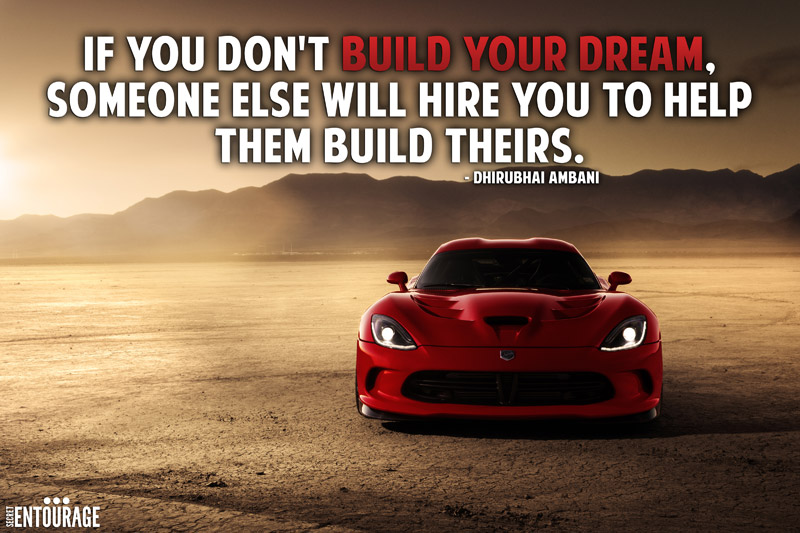 IF YOU DON'T BUILD YOUR DREAM,
SOMEONE ELSE WILL HIRE YOU TO HELP
THEM BUILD THEIRS.
- DHIRUBHAI AMBANI
SECRET
ENTOURAGE